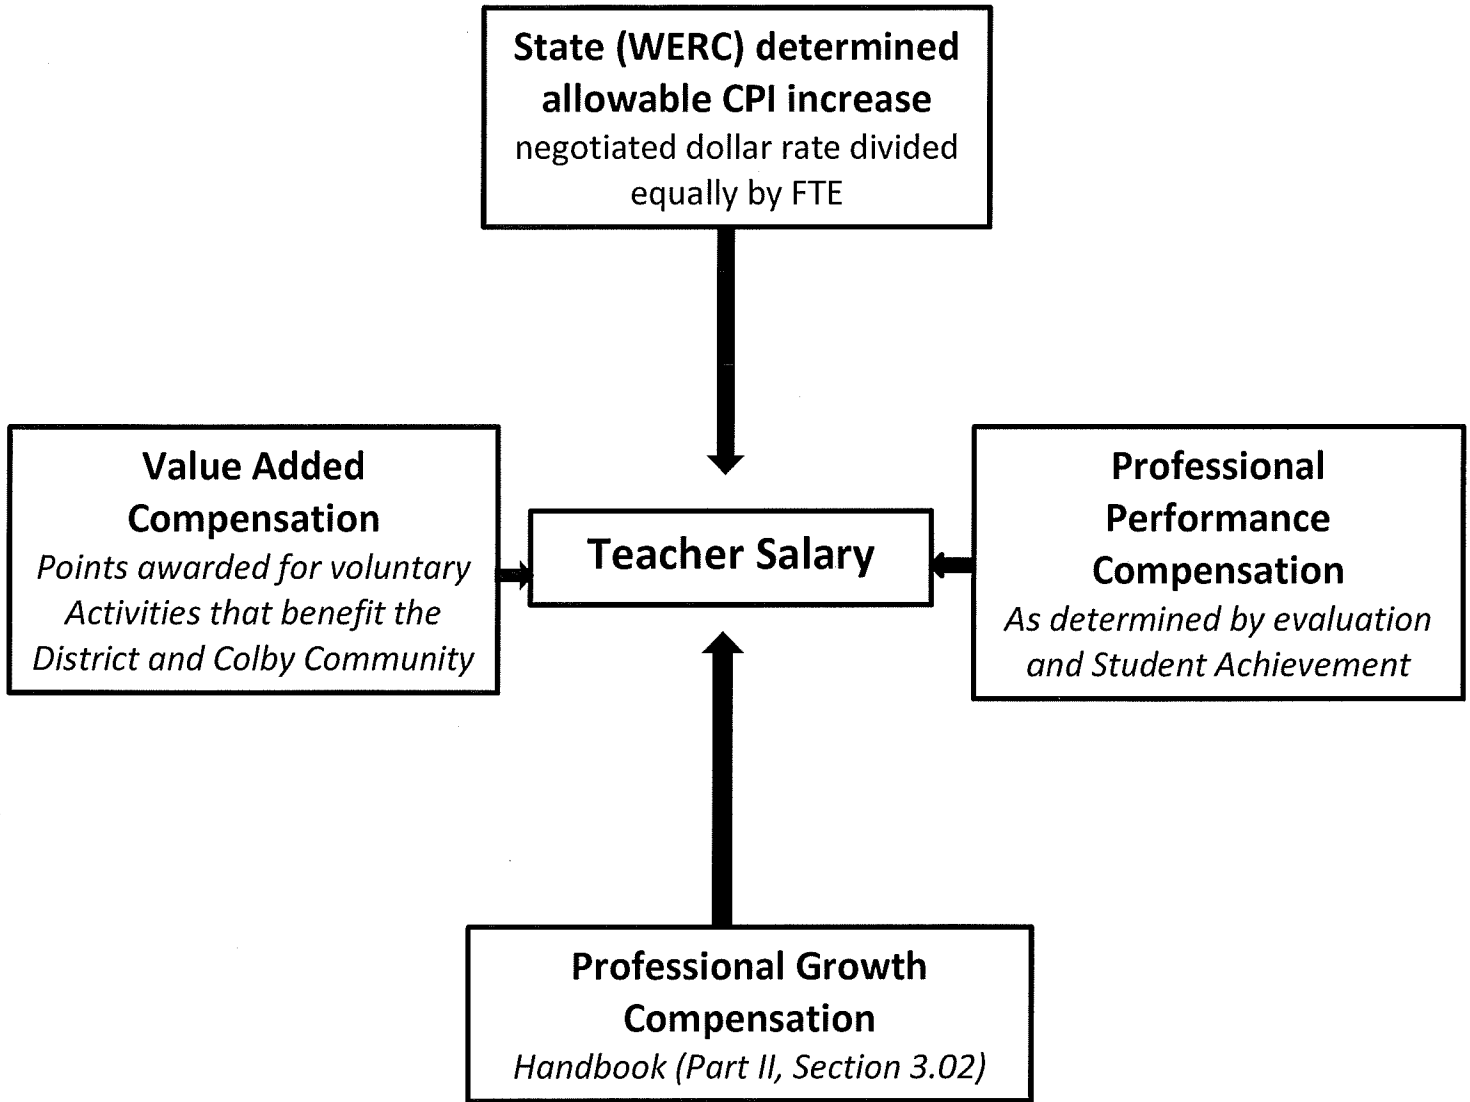 State (WERC) determined
allowable CPI increase
negotiated dollar rate divided
equally by FTE
Value Added
Compensation
Points awarded for voluntary
Activities that benefit the
District and Colby Community
Teacher Salary
Professional
Performance
Compensation
As determined by evaluation
and Student Achievement
Professional Growth
Compensation
Handbook (Part II, Section 3.02)